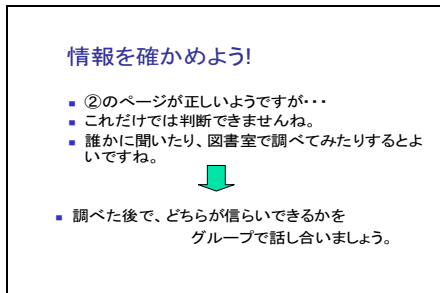 情報を確かめよう!
②のページが正しいようですが・・・
これだけでは判断できませんね。
誰かに聞いたり、図書室で調べてみたりするとよ
いですね。
調べた後で、どちらが信らいできるかを
グループで話し合いましょう。